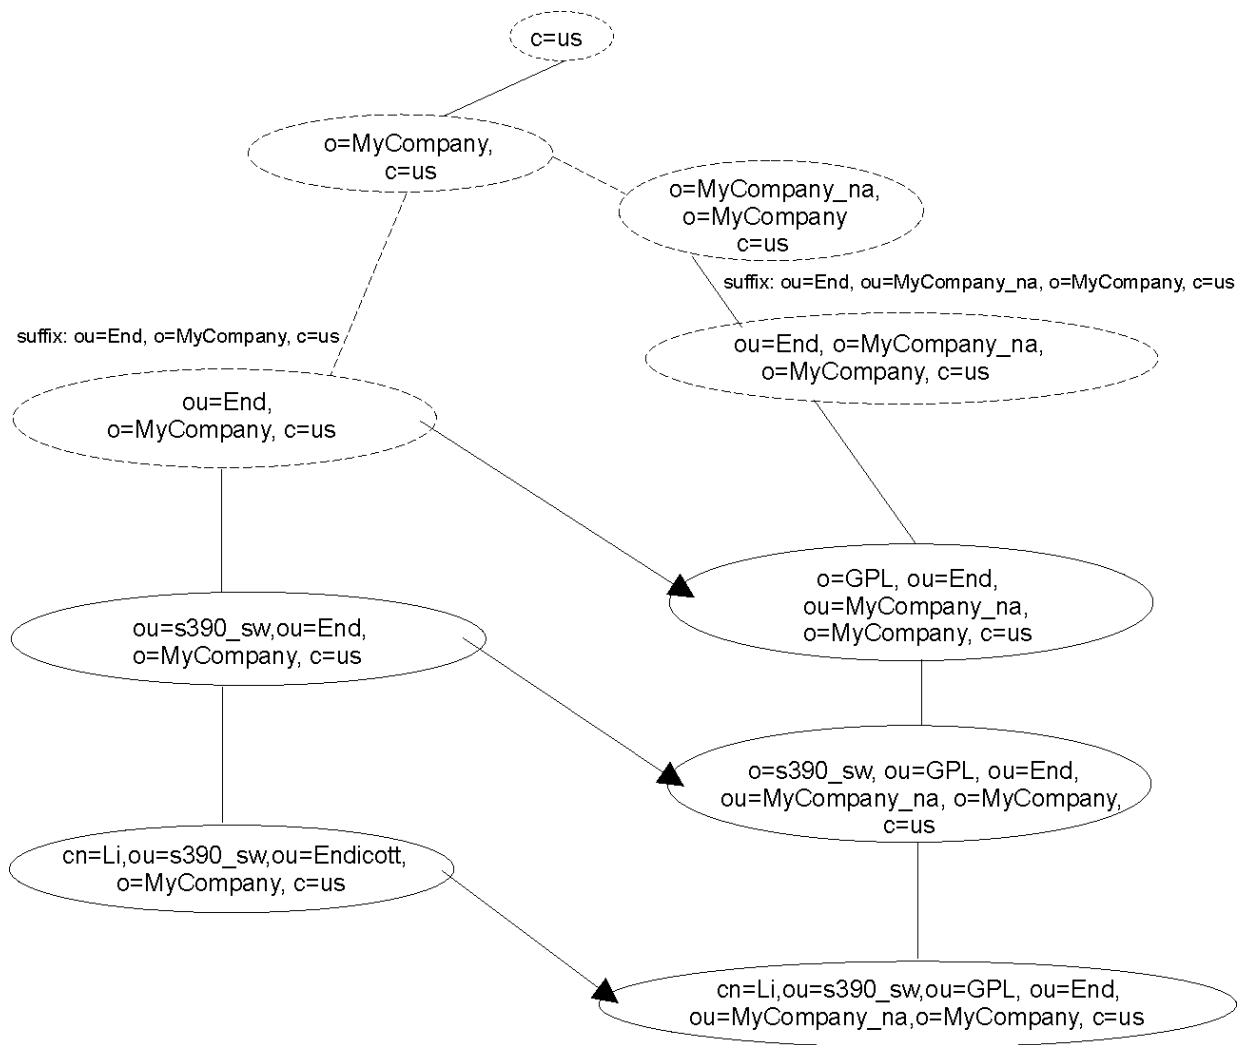 c=us
o=MyCompany,
c=us
o=MyCompany_na,
o=MyCompany
c=us
suffix: ou=End, ou=MyCompany_na, o=MyCompany, c=us
suffix: ou=End, o=MyCompany, c=us
ou=End, o=MyCompany_na,
o=MyCompany, c=us
ou=End,
o=MyCompany, c=us
o=GPL, ou=End,
ou=MyCompany_na,
o=MyCompany, c=us
ou=s390_sw,ou=End,
o=MyCompany, c=us
o=s390_sw, ou=GPL, ou=End,
ou=MyCompany_na, o=MyCompany,
c=us
cn=Li,ou=s390_sw,ou=Endicott,
o=MyCompany, c=us
cn=Li,ou=s390_sw,ou=GPL, ou=End,
ou=MyCompany_na,o=MyCompany, c=us